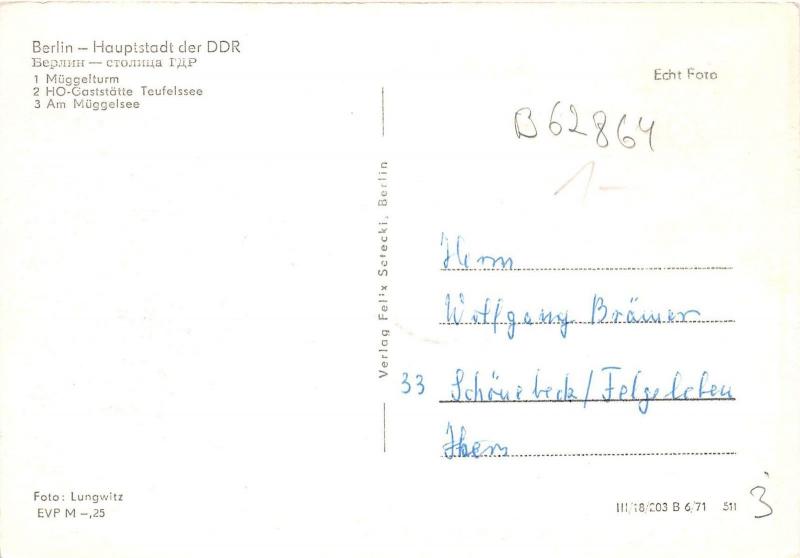 Berlin – Hauptstadt der DDR
Берлин — столица ГДР
1 Müggelturm
2 HO-Gaststätte Teufelssee
3 Am Müggelsee
Echt Foto
B62864
1-
Verlag Felix Setecki, Berlin
Herrn
Wolfgang Brämer
33 Schönebeck/Felgeleben
Foto: Lungwitz
EVP M –,25
III/18/203 B 6/71 511
3